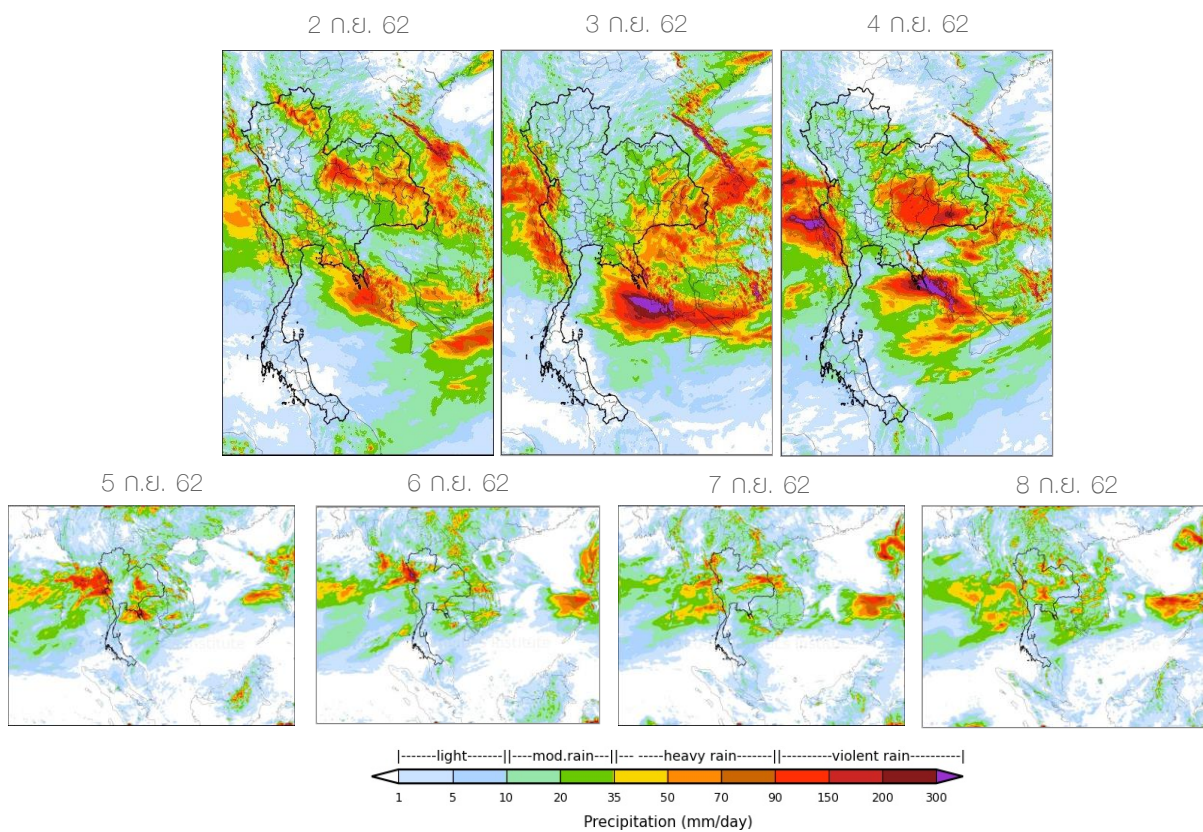 2 ก.ย. 62 3 ก.ย. 62 4 ก.ย. 62
5 ก.ย. 62 6 ก.ย. 62 7 ก.ย. 62 8 ก.ย. 62
|------light-------||---mod.rain----||--- -----heavy rain---------||----------violent rain-----------|
1 5 10 20 35 50 70 90 150 200 300
Precipitation (mm/day)